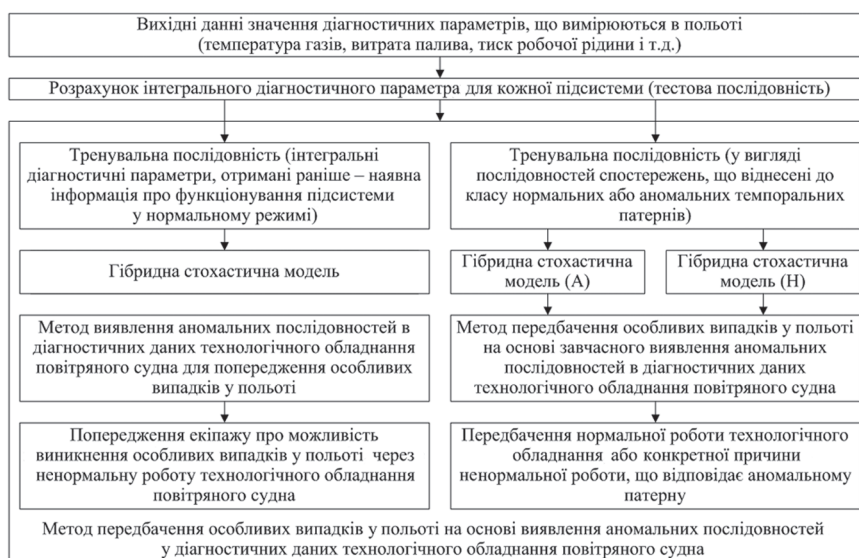 Вихідні данні значення діагностичних параметрів, що вимірюються в польоті
(температура газів, витрата палива, тиск робочої рідини і т.д.)
Розрахунок інтегрального діагностичного параметра для кожної підсистеми (тестова послідовність)
Тренувальна послідовність (інтегральні
діагностичні параметри, отримані раніше – наявна
інформація про функціонування підсистеми
у нормальному режимі)
Тренувальна послідовність (у вигляді
послідовностей спостережень, що віднесені до
класу нормальних або аномальних темпоральних
патернів)
Гібридна стохастична модель
Гібридна стохастична
модель (А)
Гібридна стохастична
модель (Н)
Метод виявлення аномальних послідовностей в
діагностичних даних технологічного обладнання
повітряного судна для попередження особливих
випадків у польоті
Метод передбачення особливих випадків у польоті
на основі завчасного виявлення аномальних
послідовностей в діагностичних даних
технологічного обладнання повітряного судна
Попередження екіпажу про можливість
виникнення особливих випадків у польоті через
ненормальну роботу технологічного обладнання
повітряного судна
Передбачення нормальної роботи технологічного
обладнання або конкретної причини
ненормальної роботи, що відповідає аномальному
патерну
Метод передбачення особливих випадків у польоті на основі виявлення аномальних послідовностей
у діагностичних даних технологічного обладнання повітряного судна